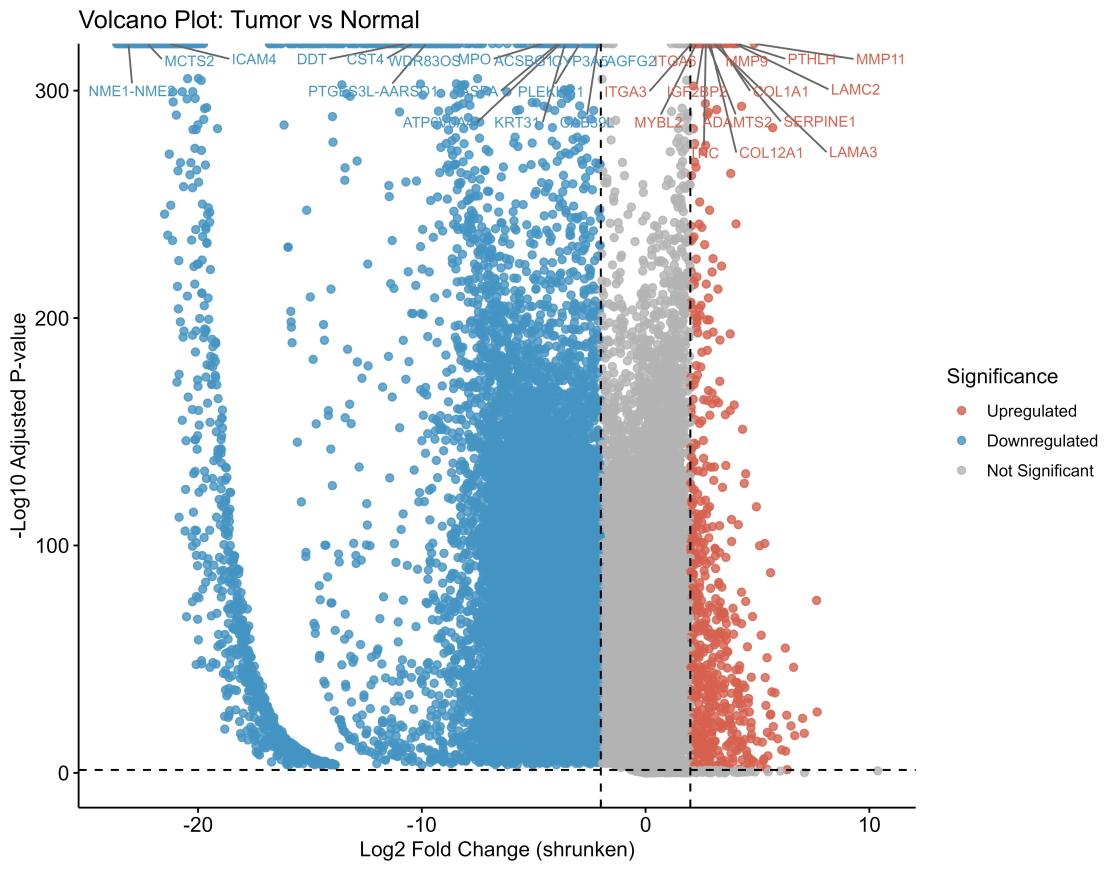 Volcano Plot: Tumor vs Normal
MCTS2
ICAM4
DDT
CST4
WDR83OS
MPO
ACSBG1
AGFG2
ITGA6
MMP9
PTHLH
MMP11
NME1-NME2
PTGES3L-AARSD1
ITGA3
IGF2BP2
COL1A1
LAMC2
KRT31
CAB39L
MYBL2
ADAMTS2
SERPINE1
TNC
COL12A1
LAMA3
300
200
100
0
-20
-10
0
10
-Log10 Adjusted P-value
Log2 Fold Change (shrunken)
Significance
Upregulated
Downregulated
Not Significant